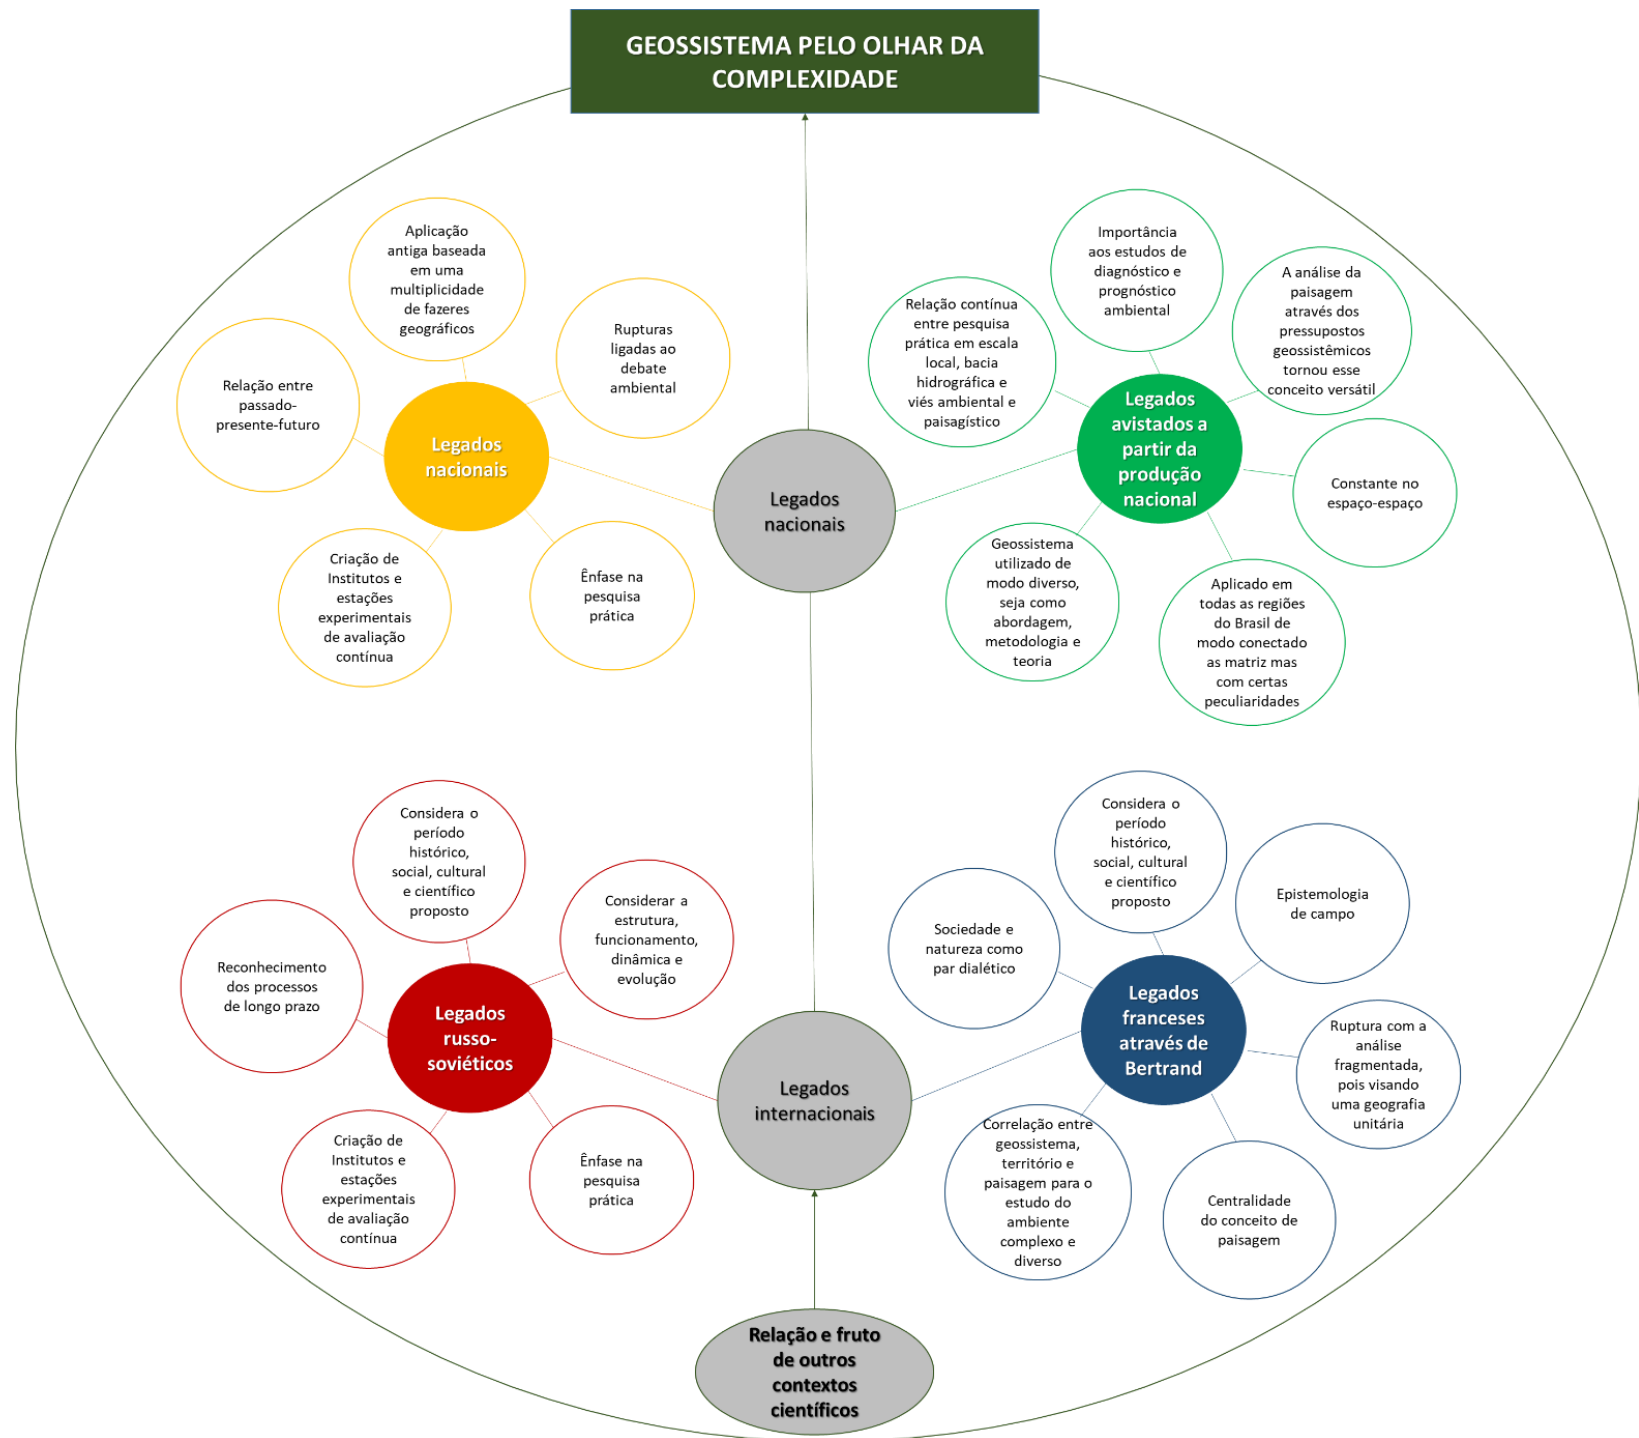 GEOSSISTEMA PELO OLHAR DA
COMPLEXIDADE
Aplicação
antiga baseada
em uma
multiplicidade
de fazeres
geográficos
Rupturas
ligadas ao
debate
ambiental
Relação entre
passado-
presente-futuro
Legados
nacionais
Criação de
Institutos e
estações
experimentais
de avaliação
contínua
Ênfase na
pesquisa
prática
Legados
nacionais
Importância
aos estudos de
diagnóstico e
prognóstico
ambiental
A análise da
paisagem
através dos
pressupostos
geossistêmicos
tornou esse
conceito versátil
Relação contínua
entre pesquisa
prática em escala
local, bacia
hidrográfica e
viés ambiental e
paisagístico
Legados
avistados a
partir da
produção
nacional
Constante no
espaço-espaço
Geossistema
utilizado de
modo diverso,
seja como
abordagem,
metodologia e
teoria
Aplicado em
todas as regiões
do Brasil de
modo conectado
as matriz mas
com certas
peculiaridades
Considera o
período
histórico,
social, cultural
e científico
proposto
Considerar a
estrutura,
funcionamento,
dinâmica e
evolução
Reconhecimento
dos processos
de longo prazo
Legados
russo-
soviéticos
Criação de
Institutos e
estações
experimentais
de avaliação
contínua
Ênfase na
pesquisa
prática
Legados
internacionais
Considera o
período
histórico,
social, cultural
e científico
proposto
Epistemologia
de campo
Sociedade e
natureza como
par dialético
Legados
franceses
através de
Bertrand
Ruptura com a
análise
fragmentada,
pois visando
uma geografia
unitária
Correlação entre
geossistema,
território e
paisagem para o
estudo do
ambiente
complexo e
diverso
Centralidade
do conceito de
paisagem
Relação e fruto
de outros
contextos
científicos